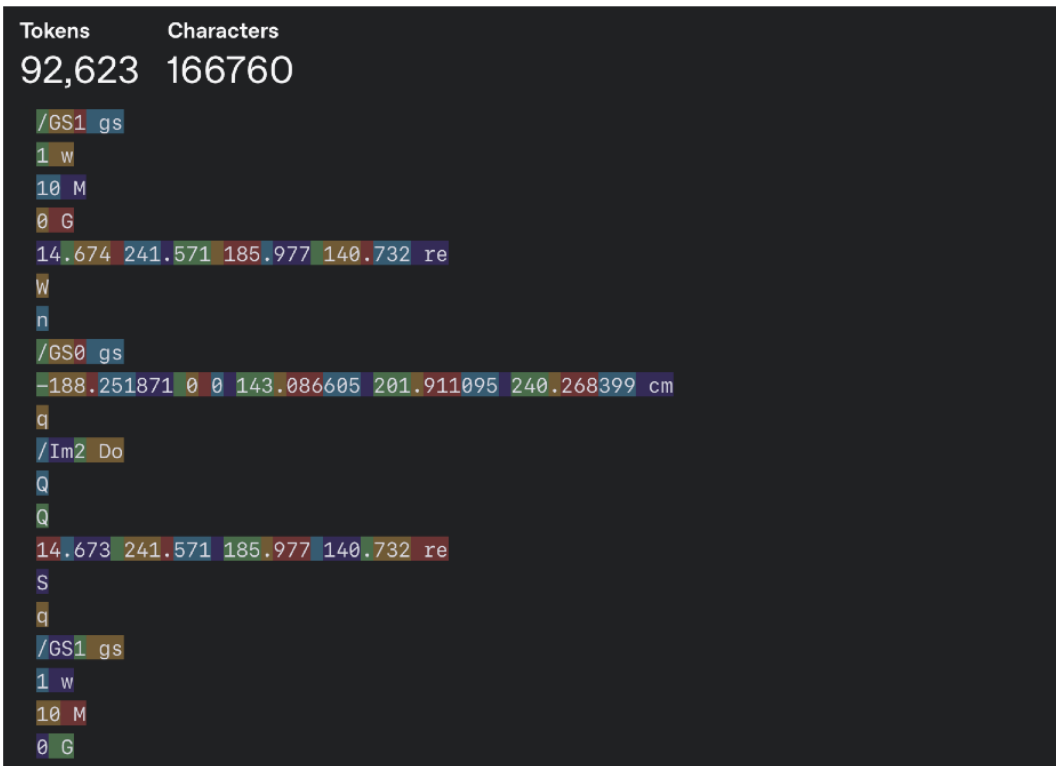 Tokens Characters
92,623 166760
/GS1 gs
1 w
10 M
0 G
14.674 241.571 185.977 140.732 re
W
n
/GS0 gs
-188.251871 0 0 143.086605 201.911095 240.268399 cm
q
/Im2 Do
Q
Q
14.673 241.571 185.977 140.732 re
S
q
/GS1 gs
1 w
10 M
0 G